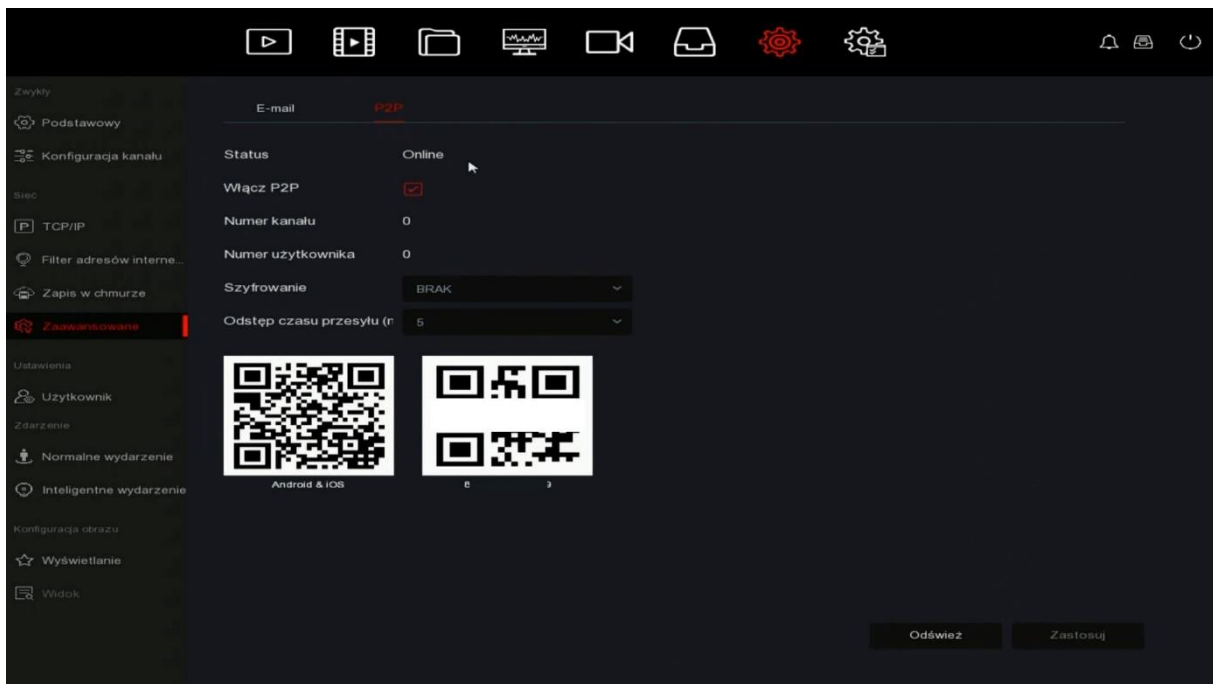 Zwykły
Podstawowy
Konfiguracja kanału
Sieć
P TCP/IP
Filter adresów interne...
Zapis w chmurze
Zaawansowane
Ustawienia
Użytkownik
Zdarzenie
Normalne wydarzenie
Inteligentne wydarzenie
Konfiguracja obrazu
Wyświetlanie
Widok
E-mail P2P
Status Online
Włącz P2P
Numer kanału 0
Numer użytkownika 0
Szyfrowanie BRAK
Odstęp czasu przesyłu (n 5
Android & iOS
Odśwież Zastosuj